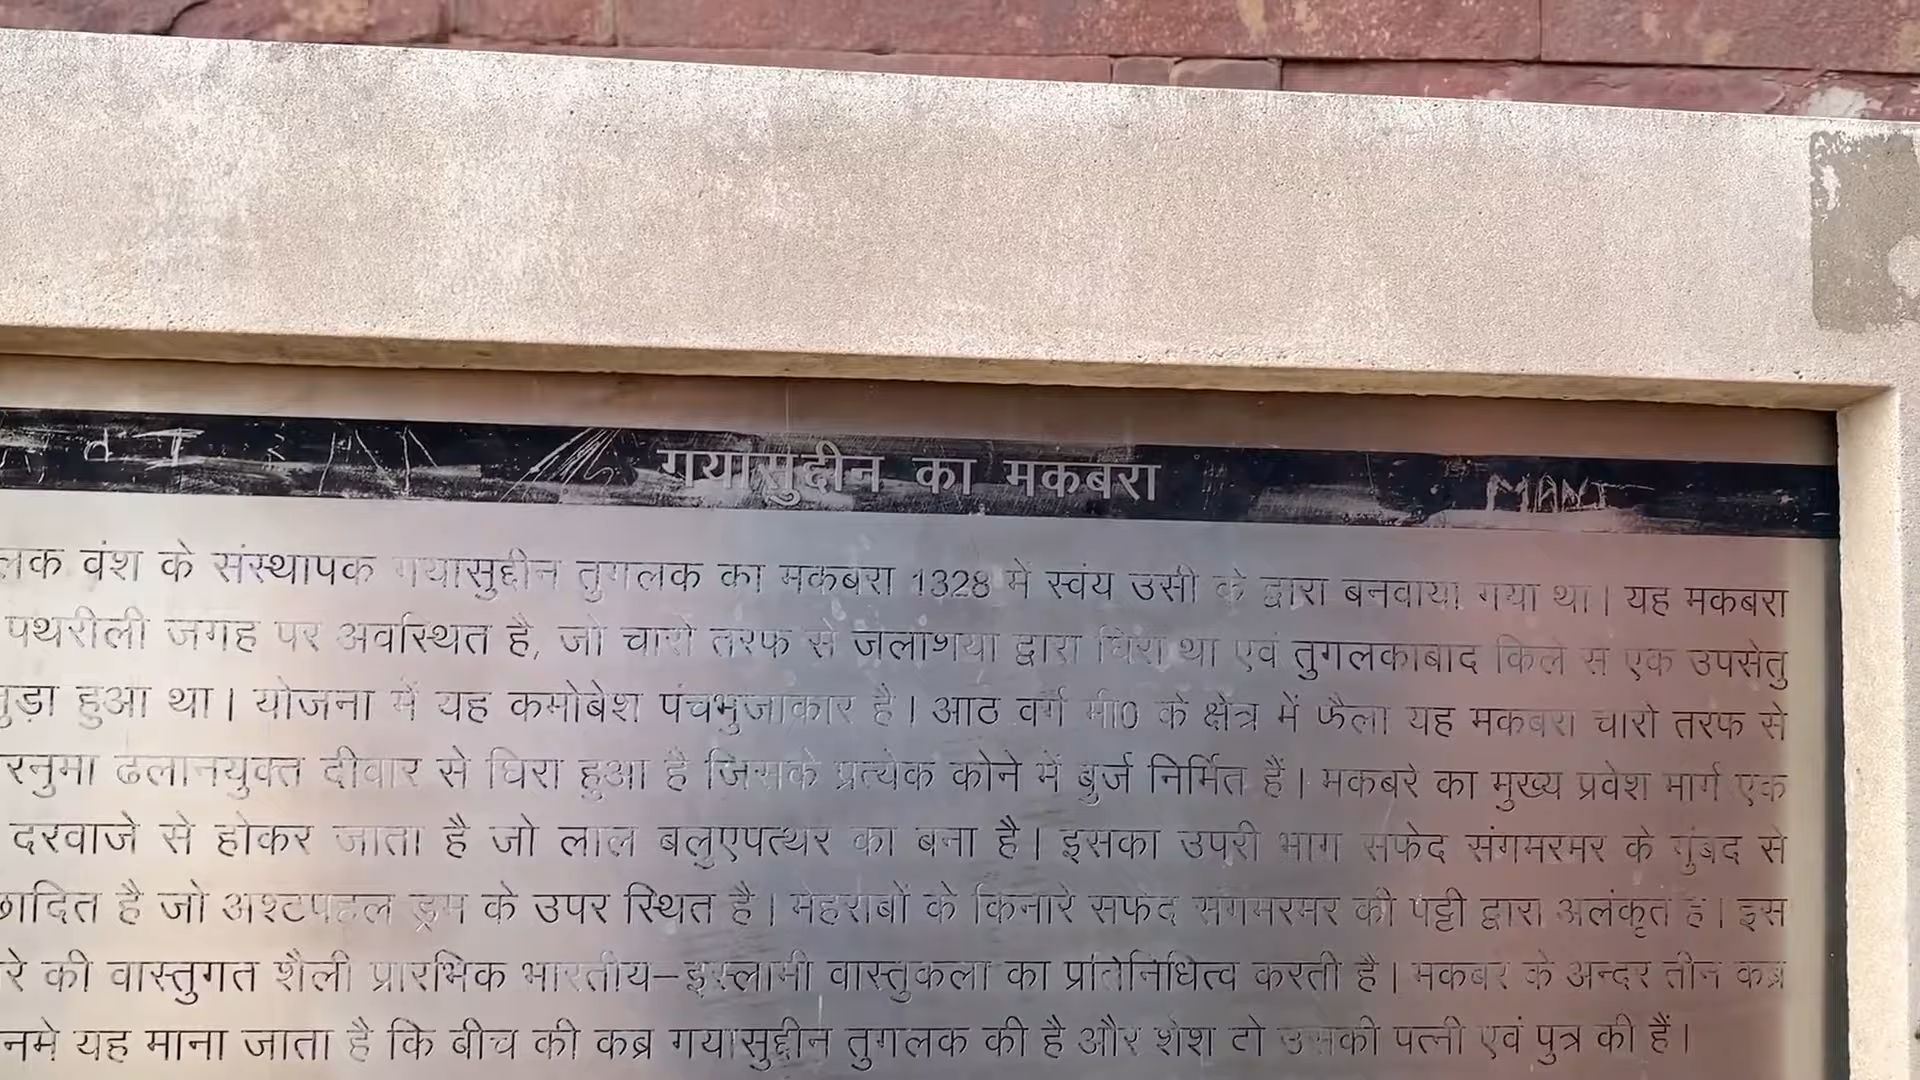 गयासुद्दीन का मकबरा
MANI
लक वंश के संस्थापक गयासुद्दीन तुगलक का मकबरा 1328 में स्वंय उसी के द्वारा बनवाया गया था। यह मकबरा
पथरीली जगह पर अवस्थित है, जो चारो तरफ से जलाशयों द्वारा घिरा था एवं तुगलकाबाद किले से एक उपसेतु
जुड़ा हुआ था। योजना में यह कमोबेश पंचभुजाकार है। आठ वर्ग मी0 के क्षेत्र में फैला यह मकबरा चारो तरफ से
रनुमा ढलानयुक्त दीवार से घिरा हुआ है जिसके प्रत्येक कोने में बुर्ज निर्मित हैं। मकबरे का मुख्य प्रवेश मार्ग एक
दरवाजे से होकर जाता है जो लाल बलुएपत्थर का बना है। इसका उपरी भाग सफेद संगमरमर के गुंबद से
छादित है जो अश्टपहल ड्रम के उपर स्थित है। मेहराबों के किनारे सफेद संगमरमर की पट्टी द्वारा अलंकृत है। इस
रे की वास्तुगत शैली प्रारंभिक भारतीय–इस्लामी वास्तुकला का प्रतिनिधित्व करती है। मकबरे के अन्दर तीन कब्र
नमे यह माना जाता है कि बीच की कब्र गयासुद्दीन तुगलक की है और शेश दो उसकी पत्नी एवं पुत्र की हैं।